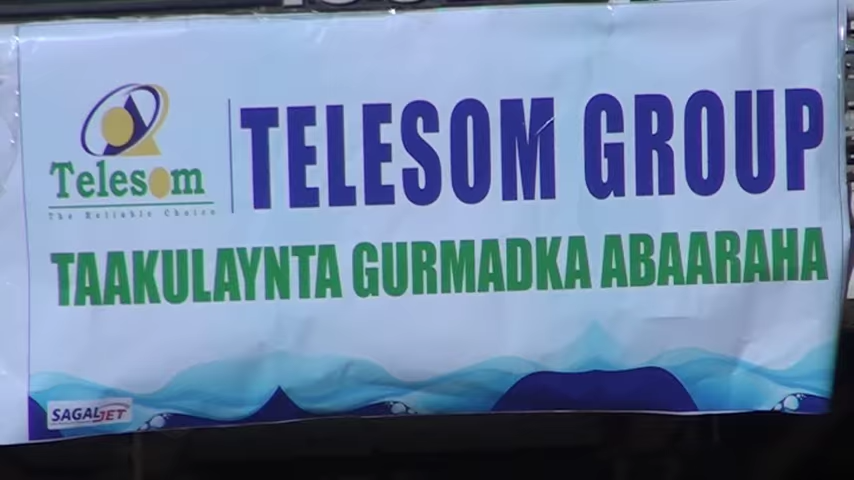 TELESOM GROUP
Telesom
The Reliable Choice
TAAKULAYNTA GURMADKA ABAARAHA
SAGALJET